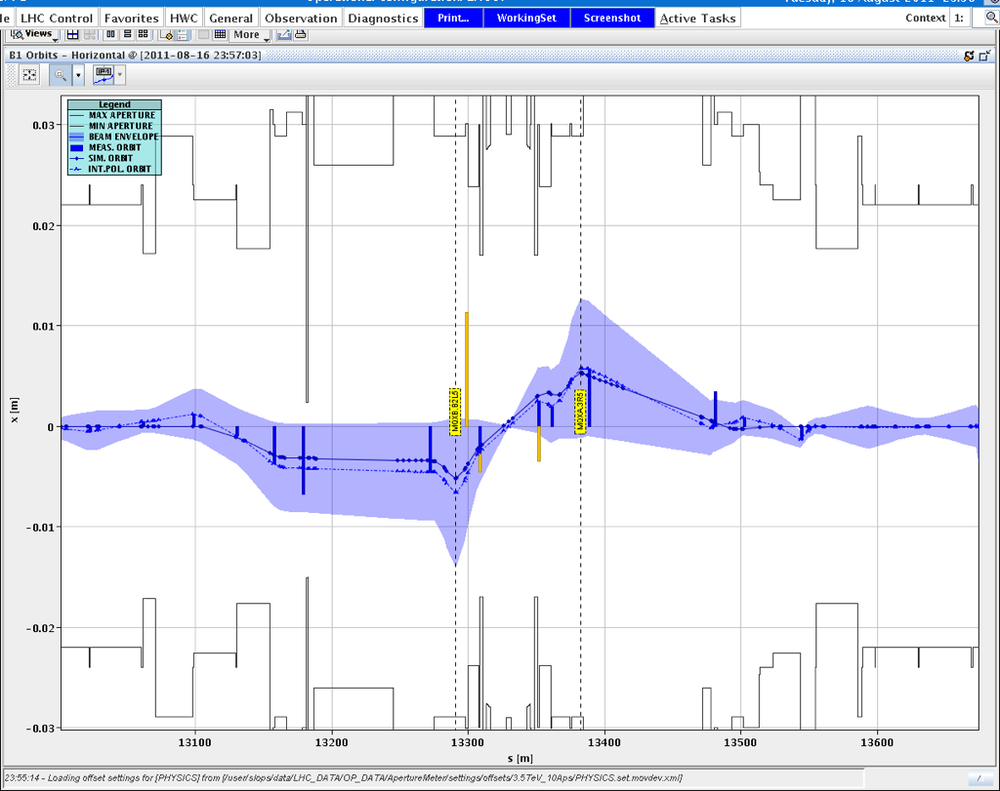 LHC Control Favorites HWC General Observation Diagnostics Print... WorkingSet Screenshot Active Tasks Context 1:
Views More
B1 Orbits - Horizontal @ [2011-08-16 23:57:03]
Legend
MAX APERTURE
MIN APERTURE
BEAM ENVELOPE
MEAS. ORBIT
SIM. ORBIT
INT.POL. ORBIT
0.03
0.02
0.01
0
-0.01
-0.02
-0.03
x [m]
MQXB.B2L5
MQXA.3R5
13100 13200 13300 13400 13500 13600
s [m]
23:55:14 - Loading offset settings for [PHYSICS] from [/user/slops/data/LHC_DATA/OP_DATA/ApertureMeter/settings/offsets/3.5TeV_10Aps/PHYSICS.set.movdev.xml]